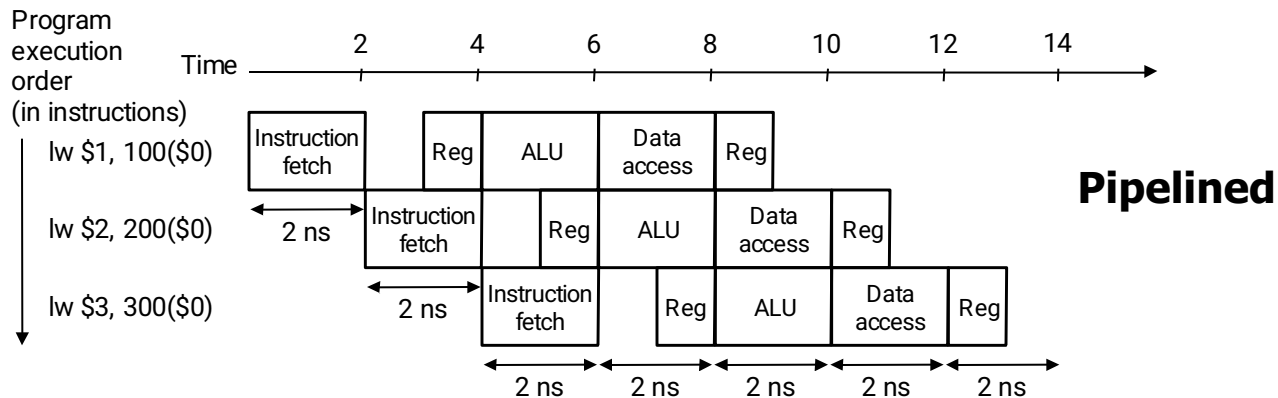 Program
execution
order
(in instructions)
Time
2 4 6 8 10 12 14
lw $1, 100($0)
Instruction
fetch
Reg
ALU
Data
access
Reg
Pipelined
lw $2, 200($0)
2 ns
Instruction
fetch
Reg
ALU
Data
access
Reg
lw $3, 300($0)
2 ns
Instruction
fetch
Reg
ALU
Data
access
Reg
2 ns 2 ns 2 ns 2 ns 2 ns